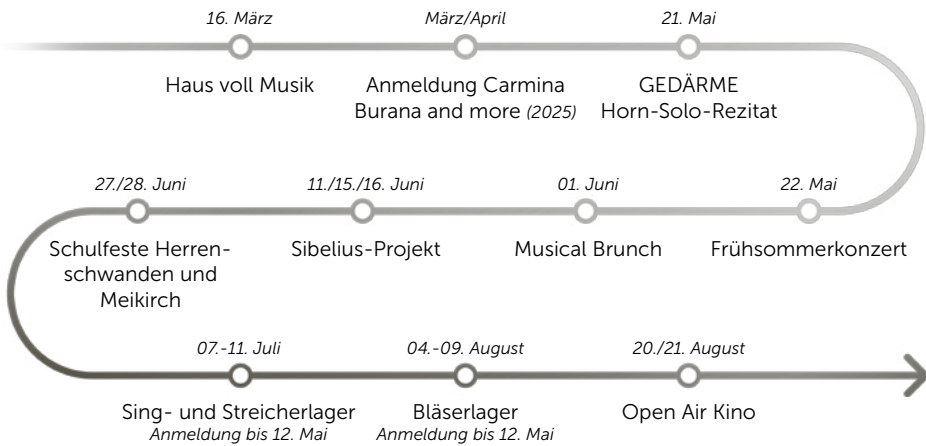 16. März
Haus voll Musik
März/April
Anmeldung Carmina
Burana and more (2025)
21. Mai
GEDÄRME
Horn-Solo-Rezitat
22. Mai
Frühsommerkonzert
01. Juni
Musical Brunch
11./15./16. Juni
Sibelius-Projekt
27./28. Juni
Schulfeste Herren-
schwanden und
Meikirch
07.-11. Juli
Sing- und Streicherlager
Anmeldung bis 12. Mai
04.-09. August
Bläserlager
Anmeldung bis 12. Mai
20./21. August
Open Air Kino